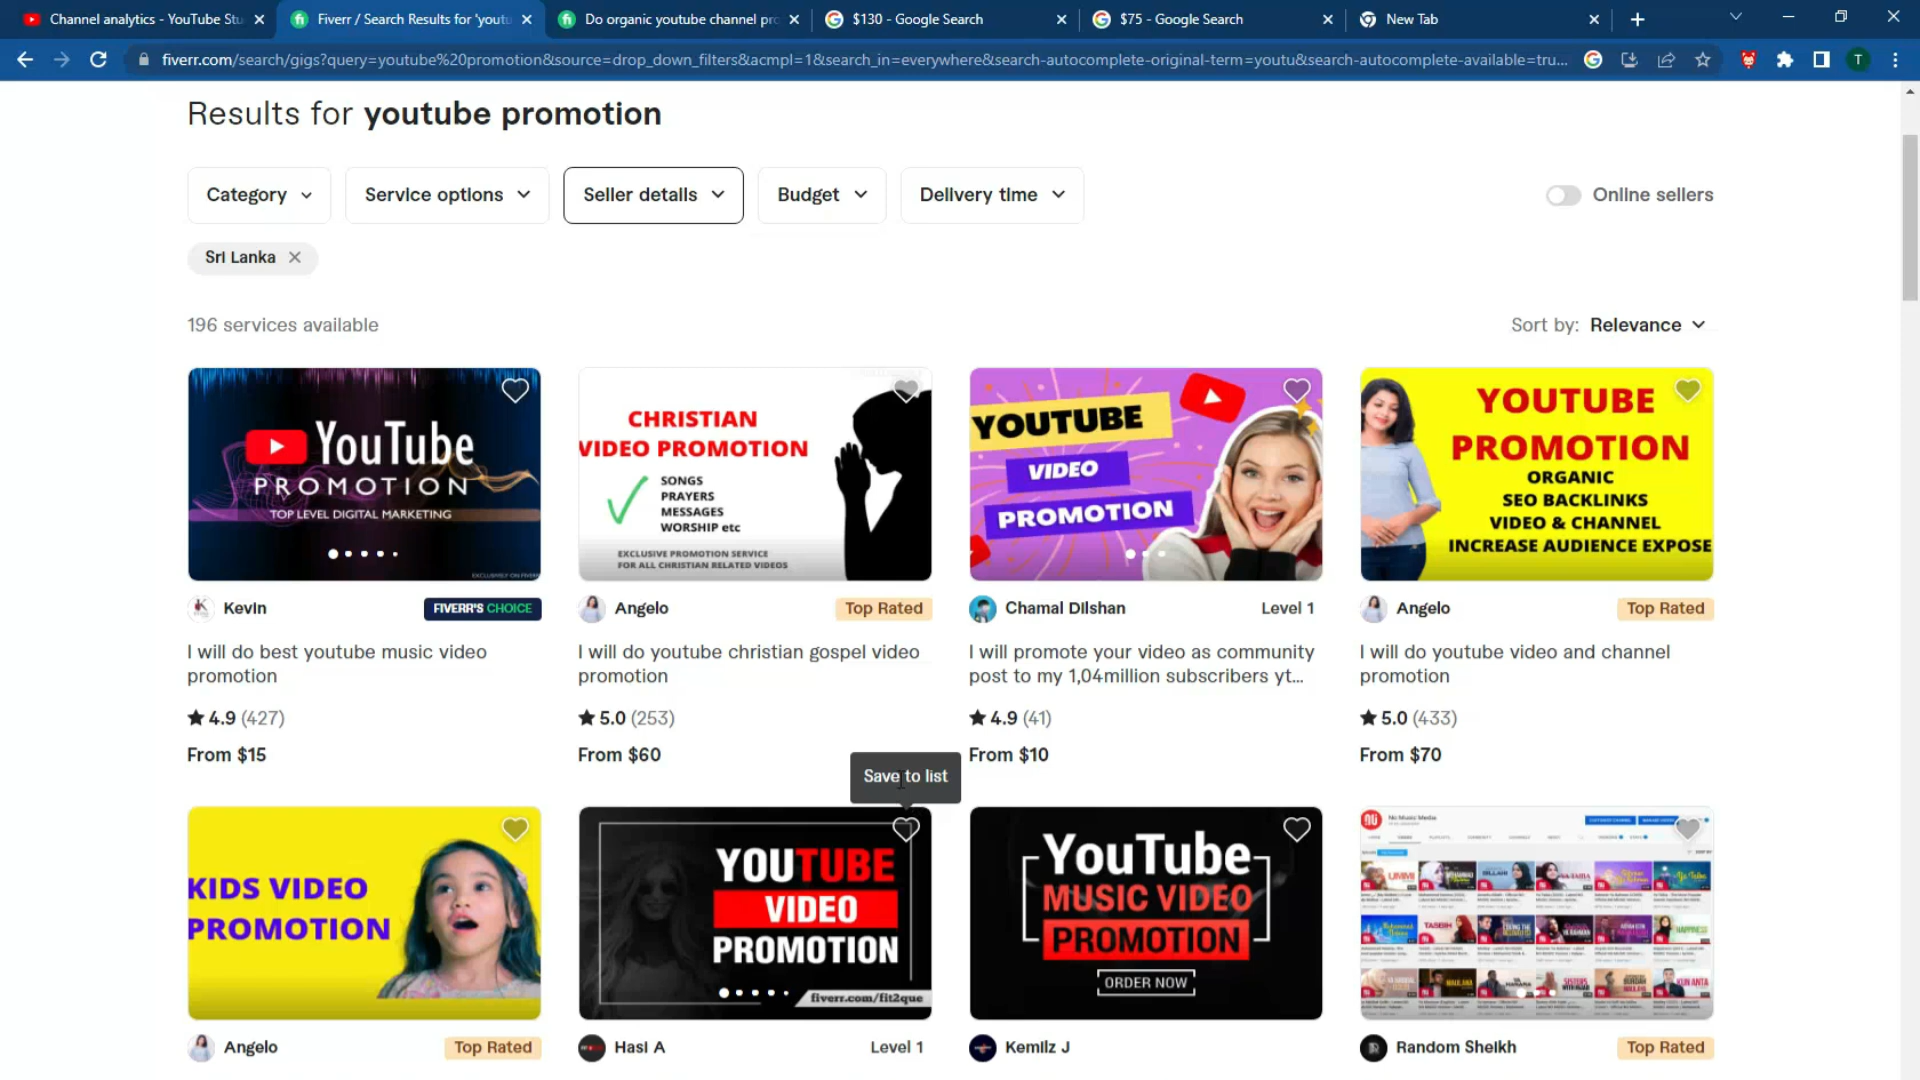 Channel analytics - YouTube Stu
Fiverr / Search Results for 'yout
Do organic youtube channel pr
$130 - Google Search
$75 - Google Search
New Tab
fiverr.com/search/gigs?query=youtube%20promotion&source=drop_down_filters&acmpl=1&search_in=everywhere&search-autocomplete-original-term=youtu&search-autocomplete-available=tru...
T
Results for youtube promotion
Category
Service options
Seller details
Budget
Delivery time
Online sellers
Sri Lanka
196 services available
Sort by: Relevance
YouTube
PROMOTION
TOP LEVEL DIGITAL MARKETING
EXCLUSIVELY ON FIVERR
CHRISTIAN
VIDEO PROMOTION
SONGS
PRAYERS
MESSAGES
WORSHIP etc
EXCLUSIVE PROMOTION SERVICE
FOR ALL CHRISTIAN RELATED VIDEOS
YOUTUBE
VIDEO
PROMOTION
YOUTUBE
PROMOTION
ORGANIC
SEO BACKLINKS
VIDEO & CHANNEL
INCREASE AUDIENCE EXPOSE
Kevin
FIVERR'S CHOICE
Angelo
Top Rated
Chamal Dilshan
Level 1
Angelo
Top Rated
I will do best youtube music video
promotion
I will do youtube christian gospel video
promotion
I will promote your video as community
post to my 1,04million subscribers yt...
I will do youtube video and channel
promotion
4.9 (427)
5.0 (253)
4.9 (41)
5.0 (433)
From $15
From $60
From $10
From $70
Save to list
KIDS VIDEO
PROMOTION
YOUTUBE
VIDEO
PROMOTION
fiverr.com/fit2que
YouTube
MUSIC VIDEO
PROMOTION
ORDER NOW
Angelo
Top Rated
Hasi A
Level 1
Kemilz J
Random Sheikh
Top Rated